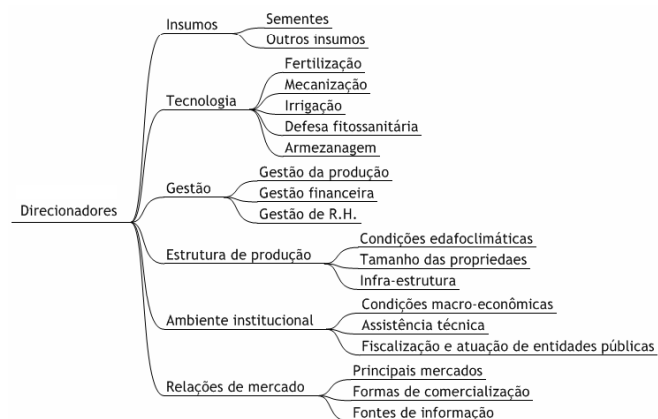 Insumos
Sementes
Outros insumos
Tecnologia
Fertilização
Mecanização
Irrigação
Defesa fitossanitária
Armezanagem
Gestão
Gestão da produção
Gestão financeira
Gestão de R.H.
Direcionadores
Estrutura de produção
Condições edafoclimáticas
Tamanho das propriedaes
Infra-estrutura
Ambiente institucional
Condições macro-econômicas
Assistência técnica
Fiscalização e atuação de entidades públicas
Relações de mercado
Principais mercados
Formas de comercialização
Fontes de informação